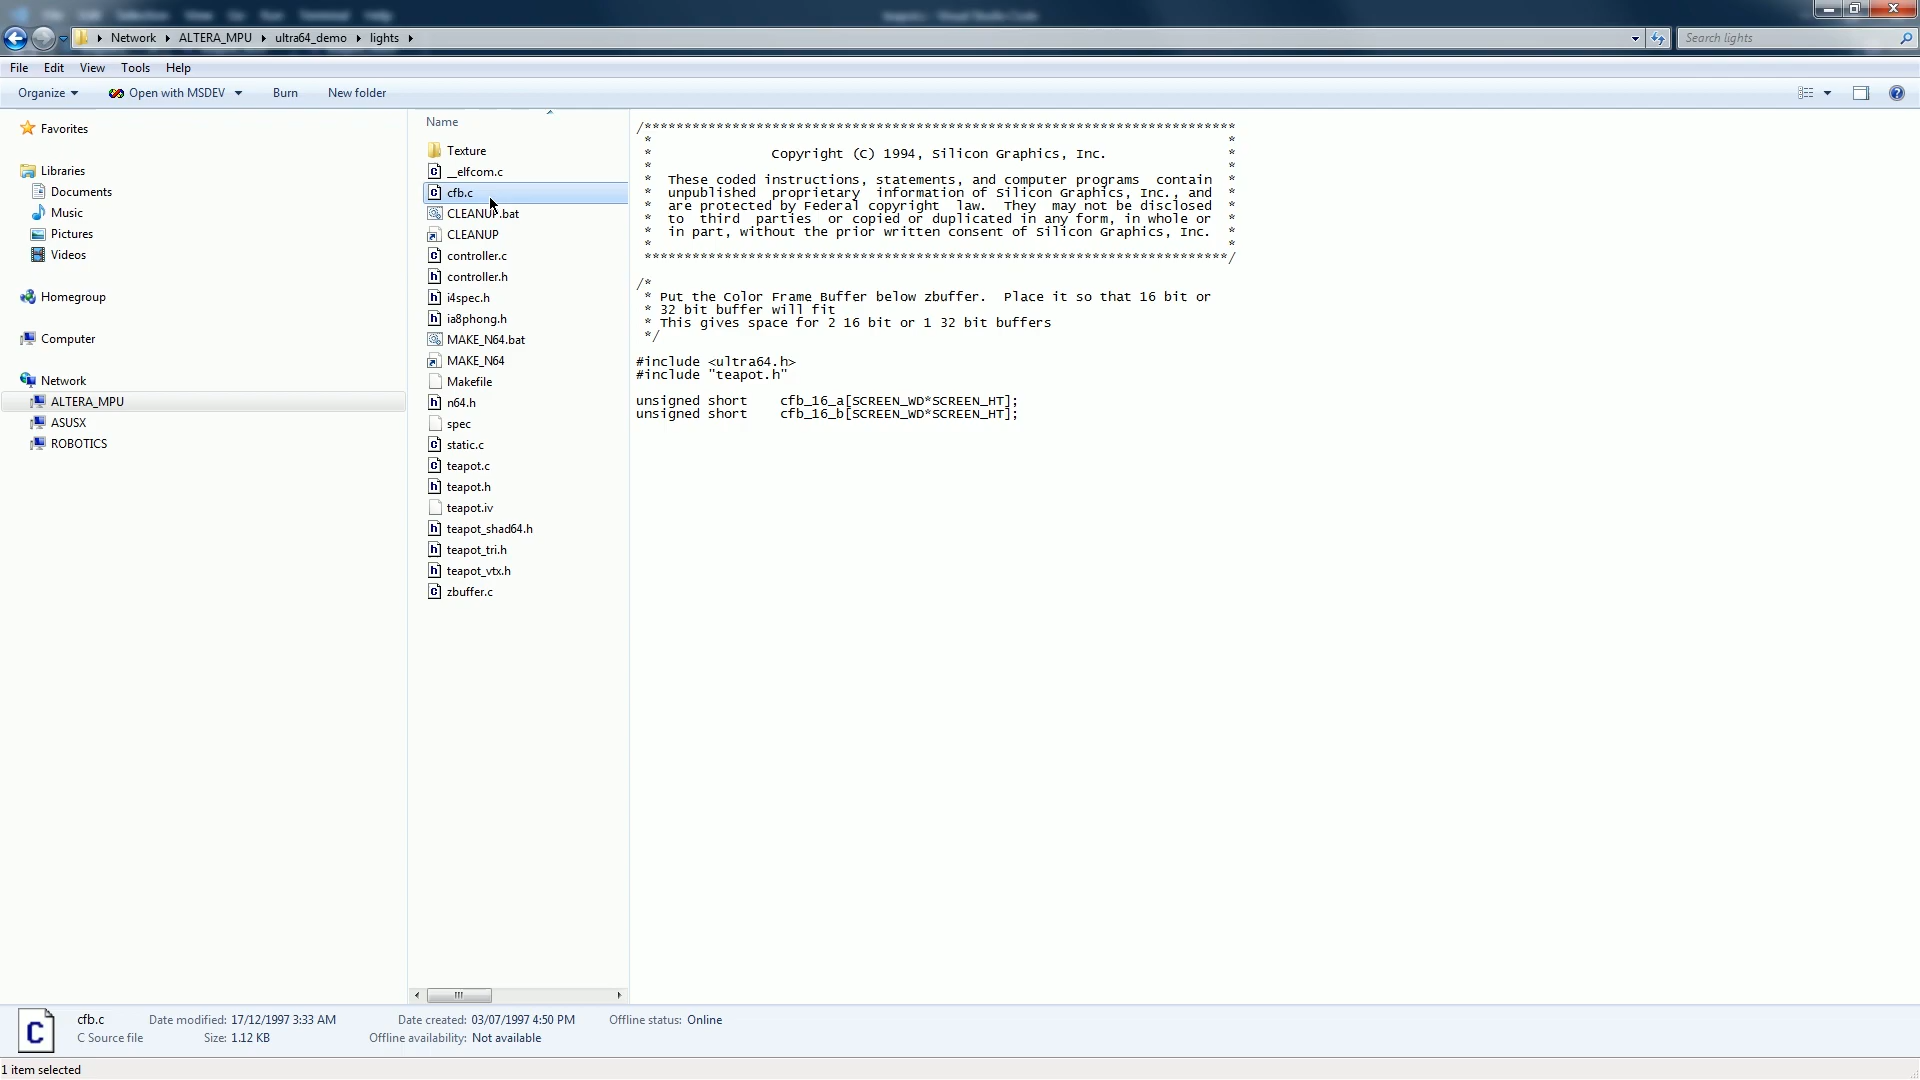 teapot.c - Visual Studio Code
Network ALTERA_MPU ultra64_demo lights
Search lights
File Edit View Tools Help
Organize Open with MSDEV Burn New folder
Favorites
Libraries
Documents
Music
Pictures
Videos
Homegroup
Computer
Network
ALTERA_MPU
ASUSX
ROBOTICS
Name
Texture
__elfcom.c
cfb.c
CLEANUP.bat
CLEANUP
controller.c
controller.h
i4spec.h
ia8phong.h
MAKE_N64.bat
MAKE_N64
Makefile
n64.h
spec
static.c
teapot.c
teapot.h
teapot.iv
teapot_shad64.h
teapot_tri.h
teapot_vtx.h
zbuffer.c
/**************************************************************************
* *
* Copyright (C) 1994, Silicon Graphics, Inc. *
* *
* These coded instructions, statements, and computer programs contain *
* unpublished proprietary information of Silicon Graphics, Inc., and *
* are protected by Federal copyright law. They may not be disclosed *
* to third parties or copied or duplicated in any form, in whole or *
* in part, without the prior written consent of Silicon Graphics, Inc. *
* *
**************************************************************************/
/*
* Put the Color Frame Buffer below zbuffer. Place it so that 16 bit or
* 32 bit buffer will fit
* This gives space for 2 16 bit or 1 32 bit buffers
*/
#include <ultra64.h>
#include "teapot.h"
unsigned short cfb_16_a[SCREEN_WD*SCREEN_HT];
unsigned short cfb_16_b[SCREEN_WD*SCREEN_HT];
cfb.c Date modified: 17/12/1997 3:33 AM Date created: 03/07/1997 4:50 PM Offline status: Online
C Source file Size: 1.12 KB Offline availability: Not available
1 item selected